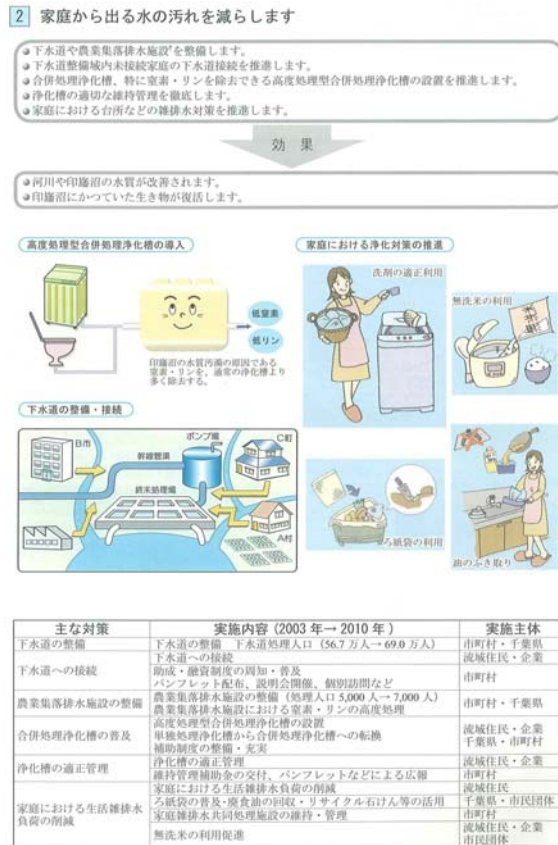 2 家庭から出る水の汚れを減らします
●下水道や農業集落排水施設*を整備します。
●下水道整備域内未接続家庭の下水道接続を推進します。
●合併処理浄化槽、特に窒素・リンを除去できる高度処理型合併処理浄化槽の設置を推進します。
●浄化槽の適切な維持管理を徹底します。
●家庭における台所などの雑排水対策を推進します。
効 果
●河川や印旛沼の水質が改善されます。
●印旛沼にかつていた生き物が復活します。
高度処理型合併処理浄化槽の導入
低窒素
低リン
印旛沼の水質汚濁の原因である
窒素・リンを、通常の浄化槽より
多く除去する。
下水道の整備・接続
B市
ポンプ場
C町
幹線管渠
終末処理場
A村
家庭における浄化対策の推進
洗剤の適正利用
無洗米の利用
無洗米
ろ紙袋の利用
油のふき取り
主な対策 実施内容 (2003 年→ 2010 年 ) 実施主体
下水道の整備 下水道の整備 下水道処理人口 (56.7 万人→ 69.0 万人) 市町村・千葉県
下水道への接続 下水道への接続 流域住民・企業
助成・融資制度の周知・普及
パンフレット配布、説明会開催、個別訪問など 市町村
農業集落排水施設の整備 農業集落排水施設の整備 (処理人口 5,000 人→ 7,000 人)
農業集落排水施設における窒素・リンの高度処理 市町村・千葉県
合併処理浄化槽の普及 高度処理型合併処理浄化槽の設置
単独処理浄化槽から合併処理浄化槽への転換 流域住民・企業
補助制度の整備・充実 千葉県・市町村
浄化槽の適正管理 浄化槽の適正管理 流域住民・企業
維持管理補助金の交付、パンフレットなどによる広報 市町村
家庭における生活雑排水
負荷の削減 家庭における生活雑排水負荷の削減 流域住民
ろ紙袋の普及・廃食油の回収・リサイクル石けん等の活用 千葉県・市民団体
家庭雑排水共同処理施設の維持・管理 市町村
無洗米の利用促進 流域住民・企業
市民団体